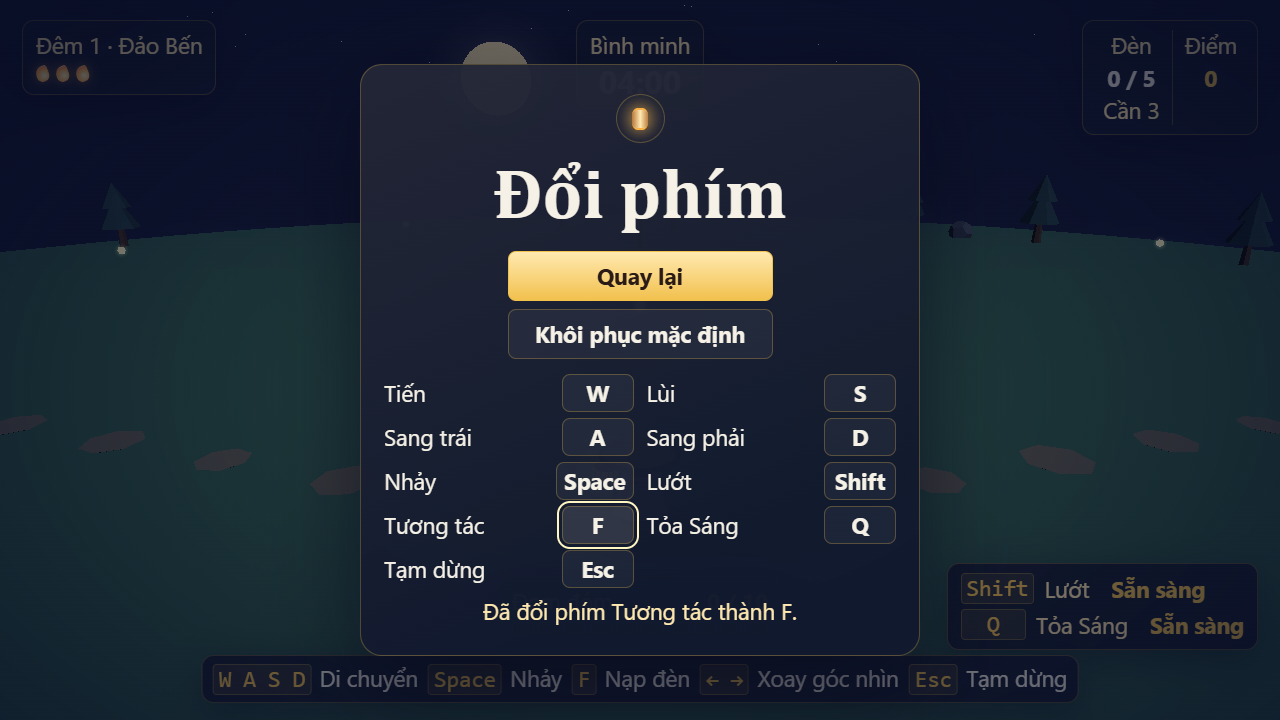 Đêm 1 · Đảo Bến
Bình minh
04:00
Đèn
0 / 5
Cần 3
Điểm
0
Đổi phím
Quay lại
Khôi phục mặc định
Tiến W Lùi S
Sang trái A Sang phải D
Nhảy Space Lướt Shift
Tương tác F Tỏa Sáng Q
Tạm dừng Esc
Đã đổi phím Tương tác thành F.
Shift Lướt Sẵn sàng
Q Tỏa Sáng Sẵn sàng
W A S D Di chuyển Space Nhảy F Nạp đèn ← → Xoay góc nhìn Esc Tạm dừng